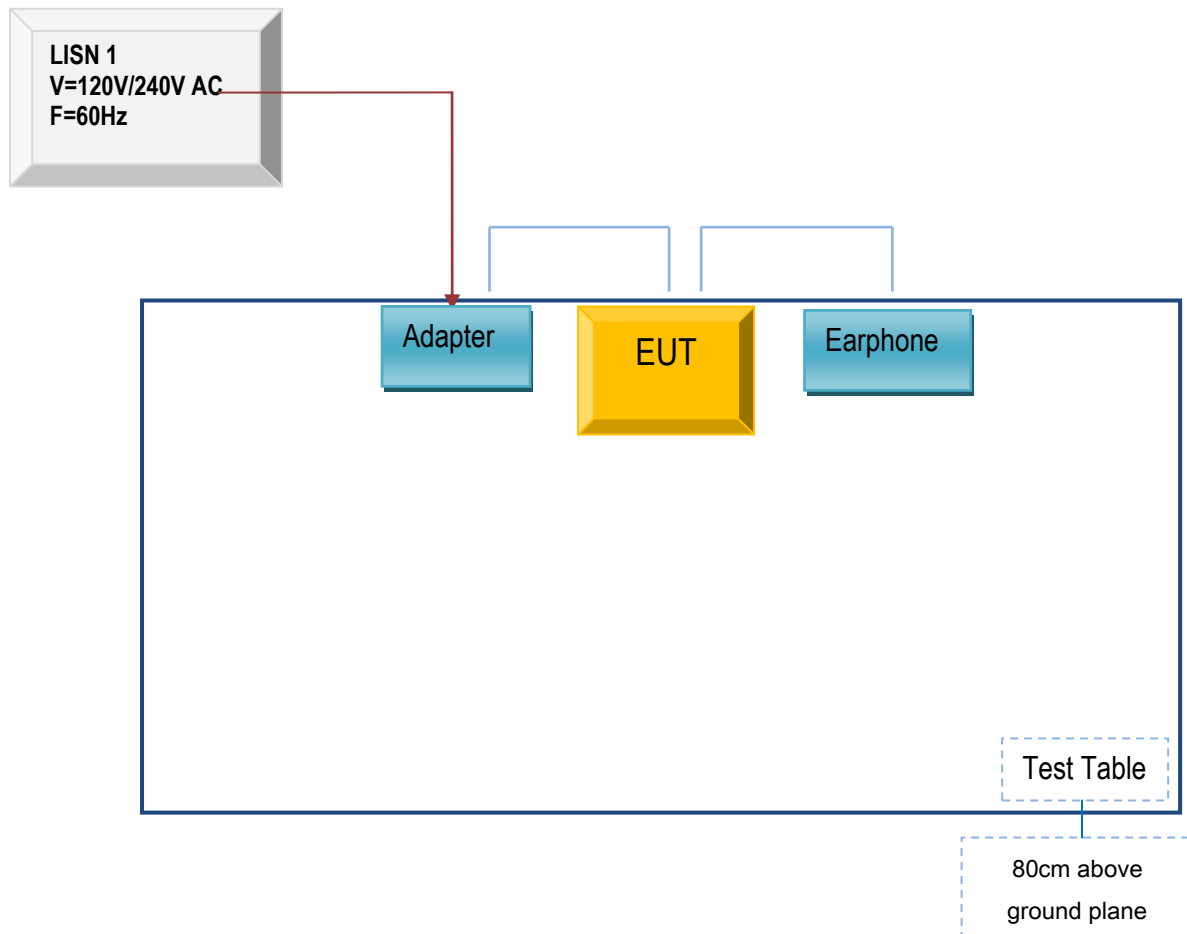 LISN 1
V=120V/240V AC
F=60Hz
Adapter
EUT
Earphone
Test Table
80cm above
ground plane